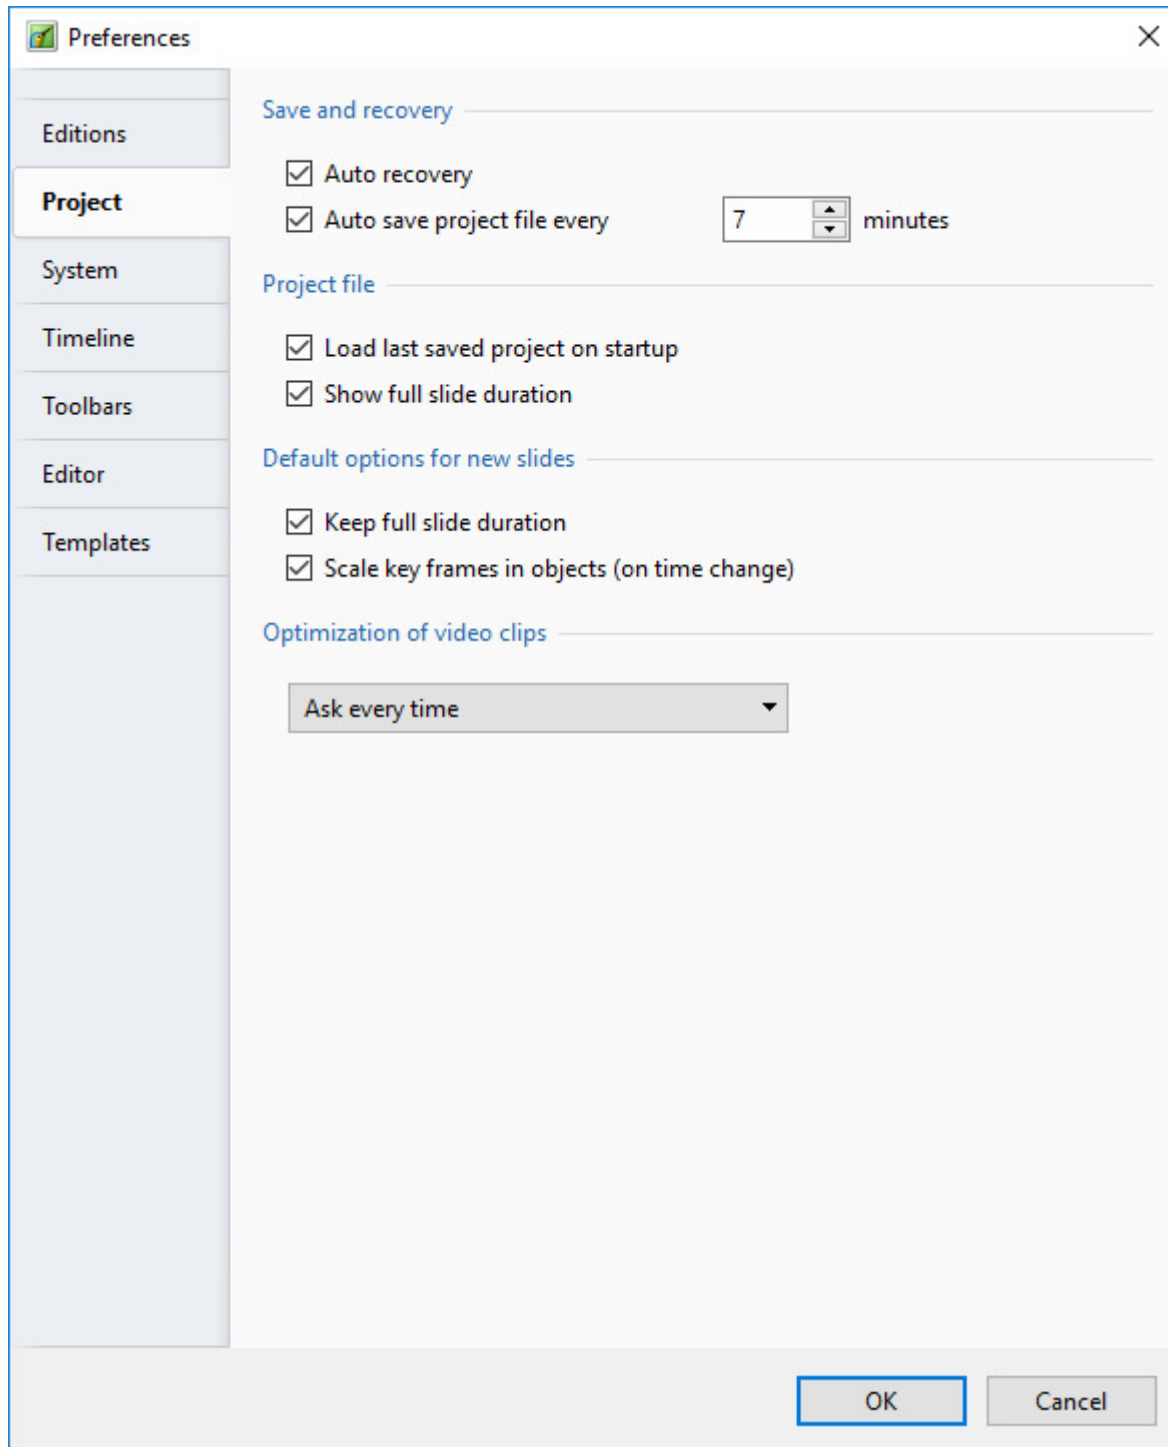 Preferences
Editions
Project
System
Timeline
Toolbars
Editor
Templates
Save and recovery
Auto recovery
Auto save project file every 7 minutes
Project file
Load last saved project on startup
Show full slide duration
Default options for new slides
Keep full slide duration
Scale key frames in objects (on time change)
Optimization of video clips
Ask every time
OK Cancel